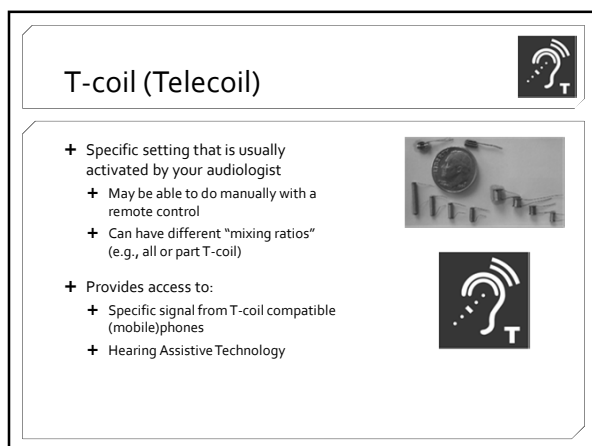 T-coil (Telecoil)
T
+ Specific setting that is usually
activated by your audiologist
+ May be able to do manually with a
remote control
+ Can have different “mixing ratios”
(e.g., all or part T-coil)
+ Provides access to:
+ Specific signal from T-coil compatible
(mobile)phones
+ Hearing Assistive Technology
T